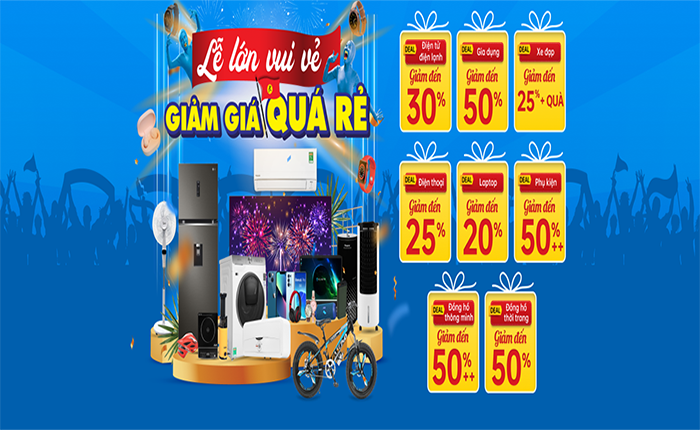 Lễ lớn vui vẻ
GIẢM GIÁ QUÁ RẺ
DEAL Điện tử điện lạnh
Giảm đến
30%
DEAL Gia dụng
Giảm đến
50%
DEAL Xe đạp
Giảm đến
25%+ QUÀ
DEAL Điện thoại
Giảm đến
25%
DEAL Laptop
Giảm đến
20%
DEAL Phụ kiện
Giảm đến
50%++
DEAL Đồng hồ thông minh
Giảm đến
50%++
DEAL Đồng hồ thời trang
Giảm đến
50%